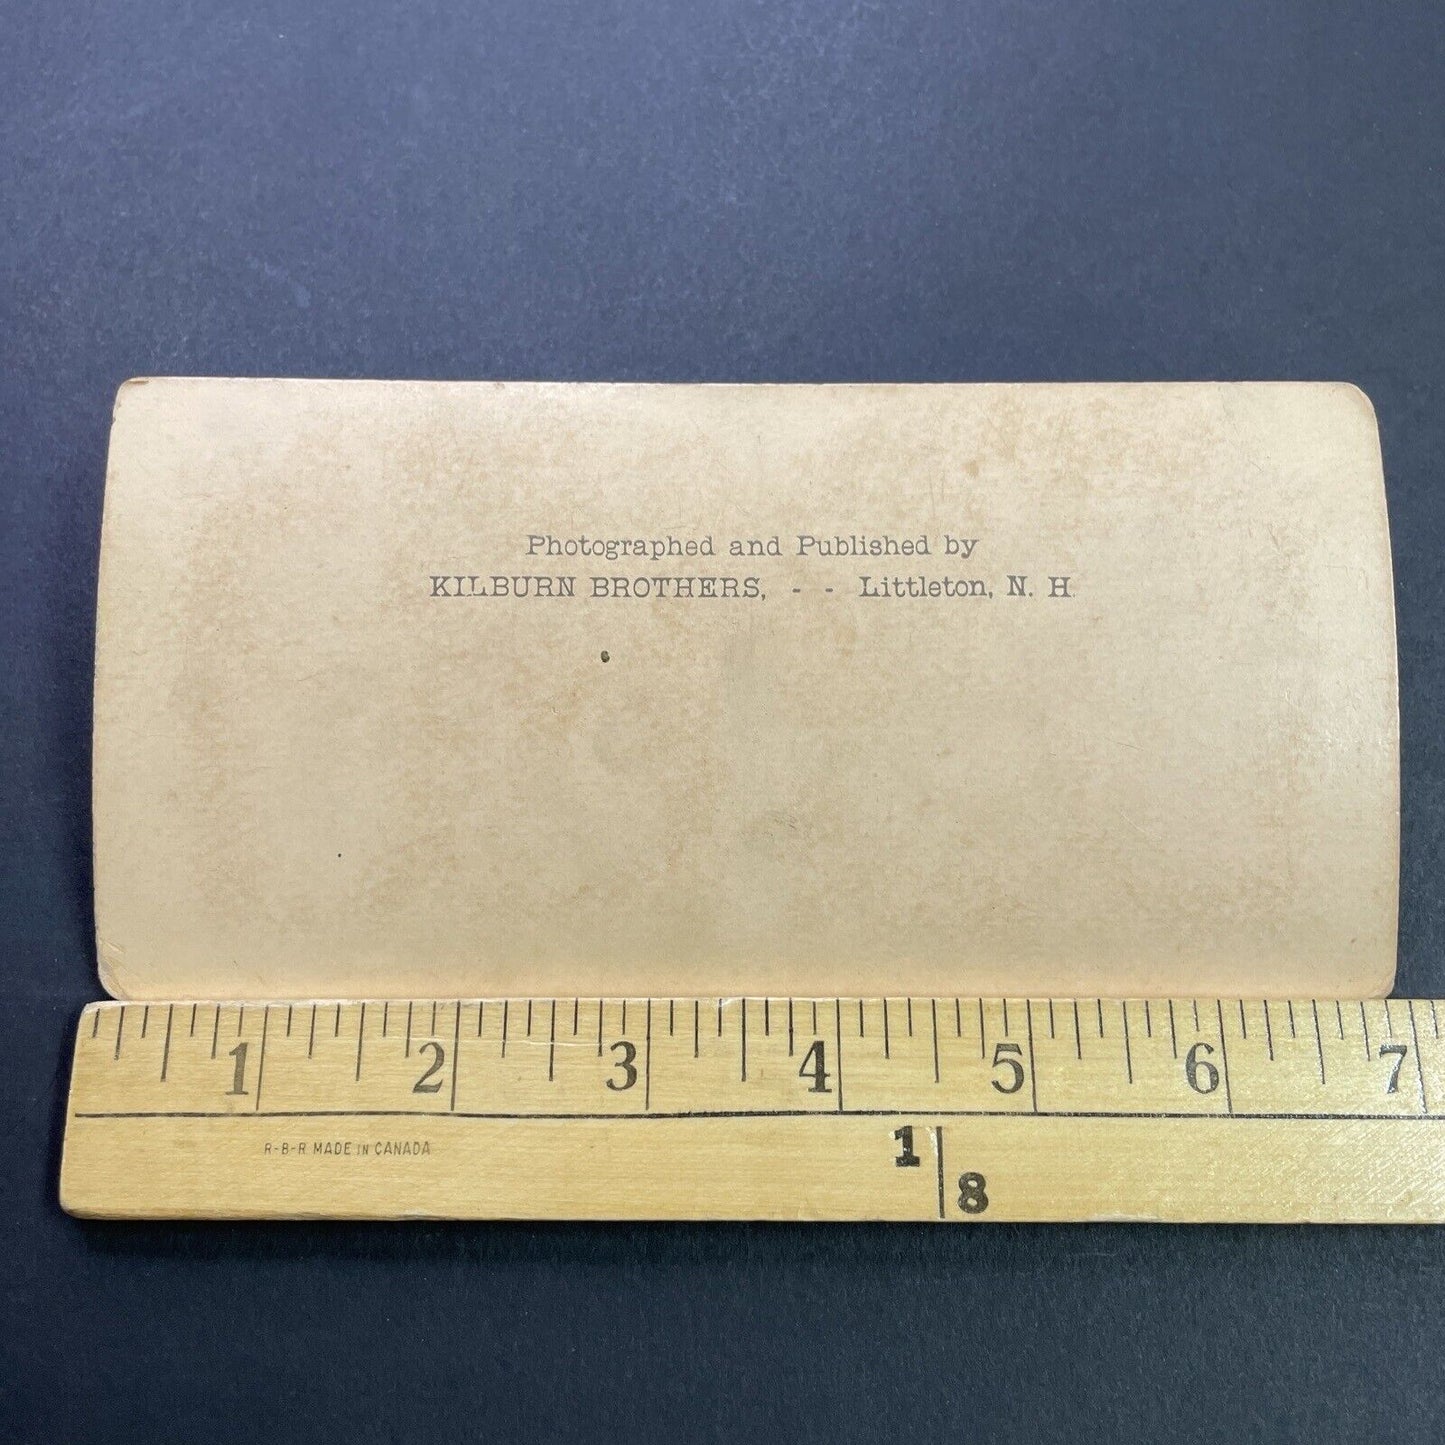 Photographed and Published by
KILBURN BROTHERS, - - Littleton, N. H.
1 2 3 4 5 6 7
R-B-R MADE IN CANADA
1
8